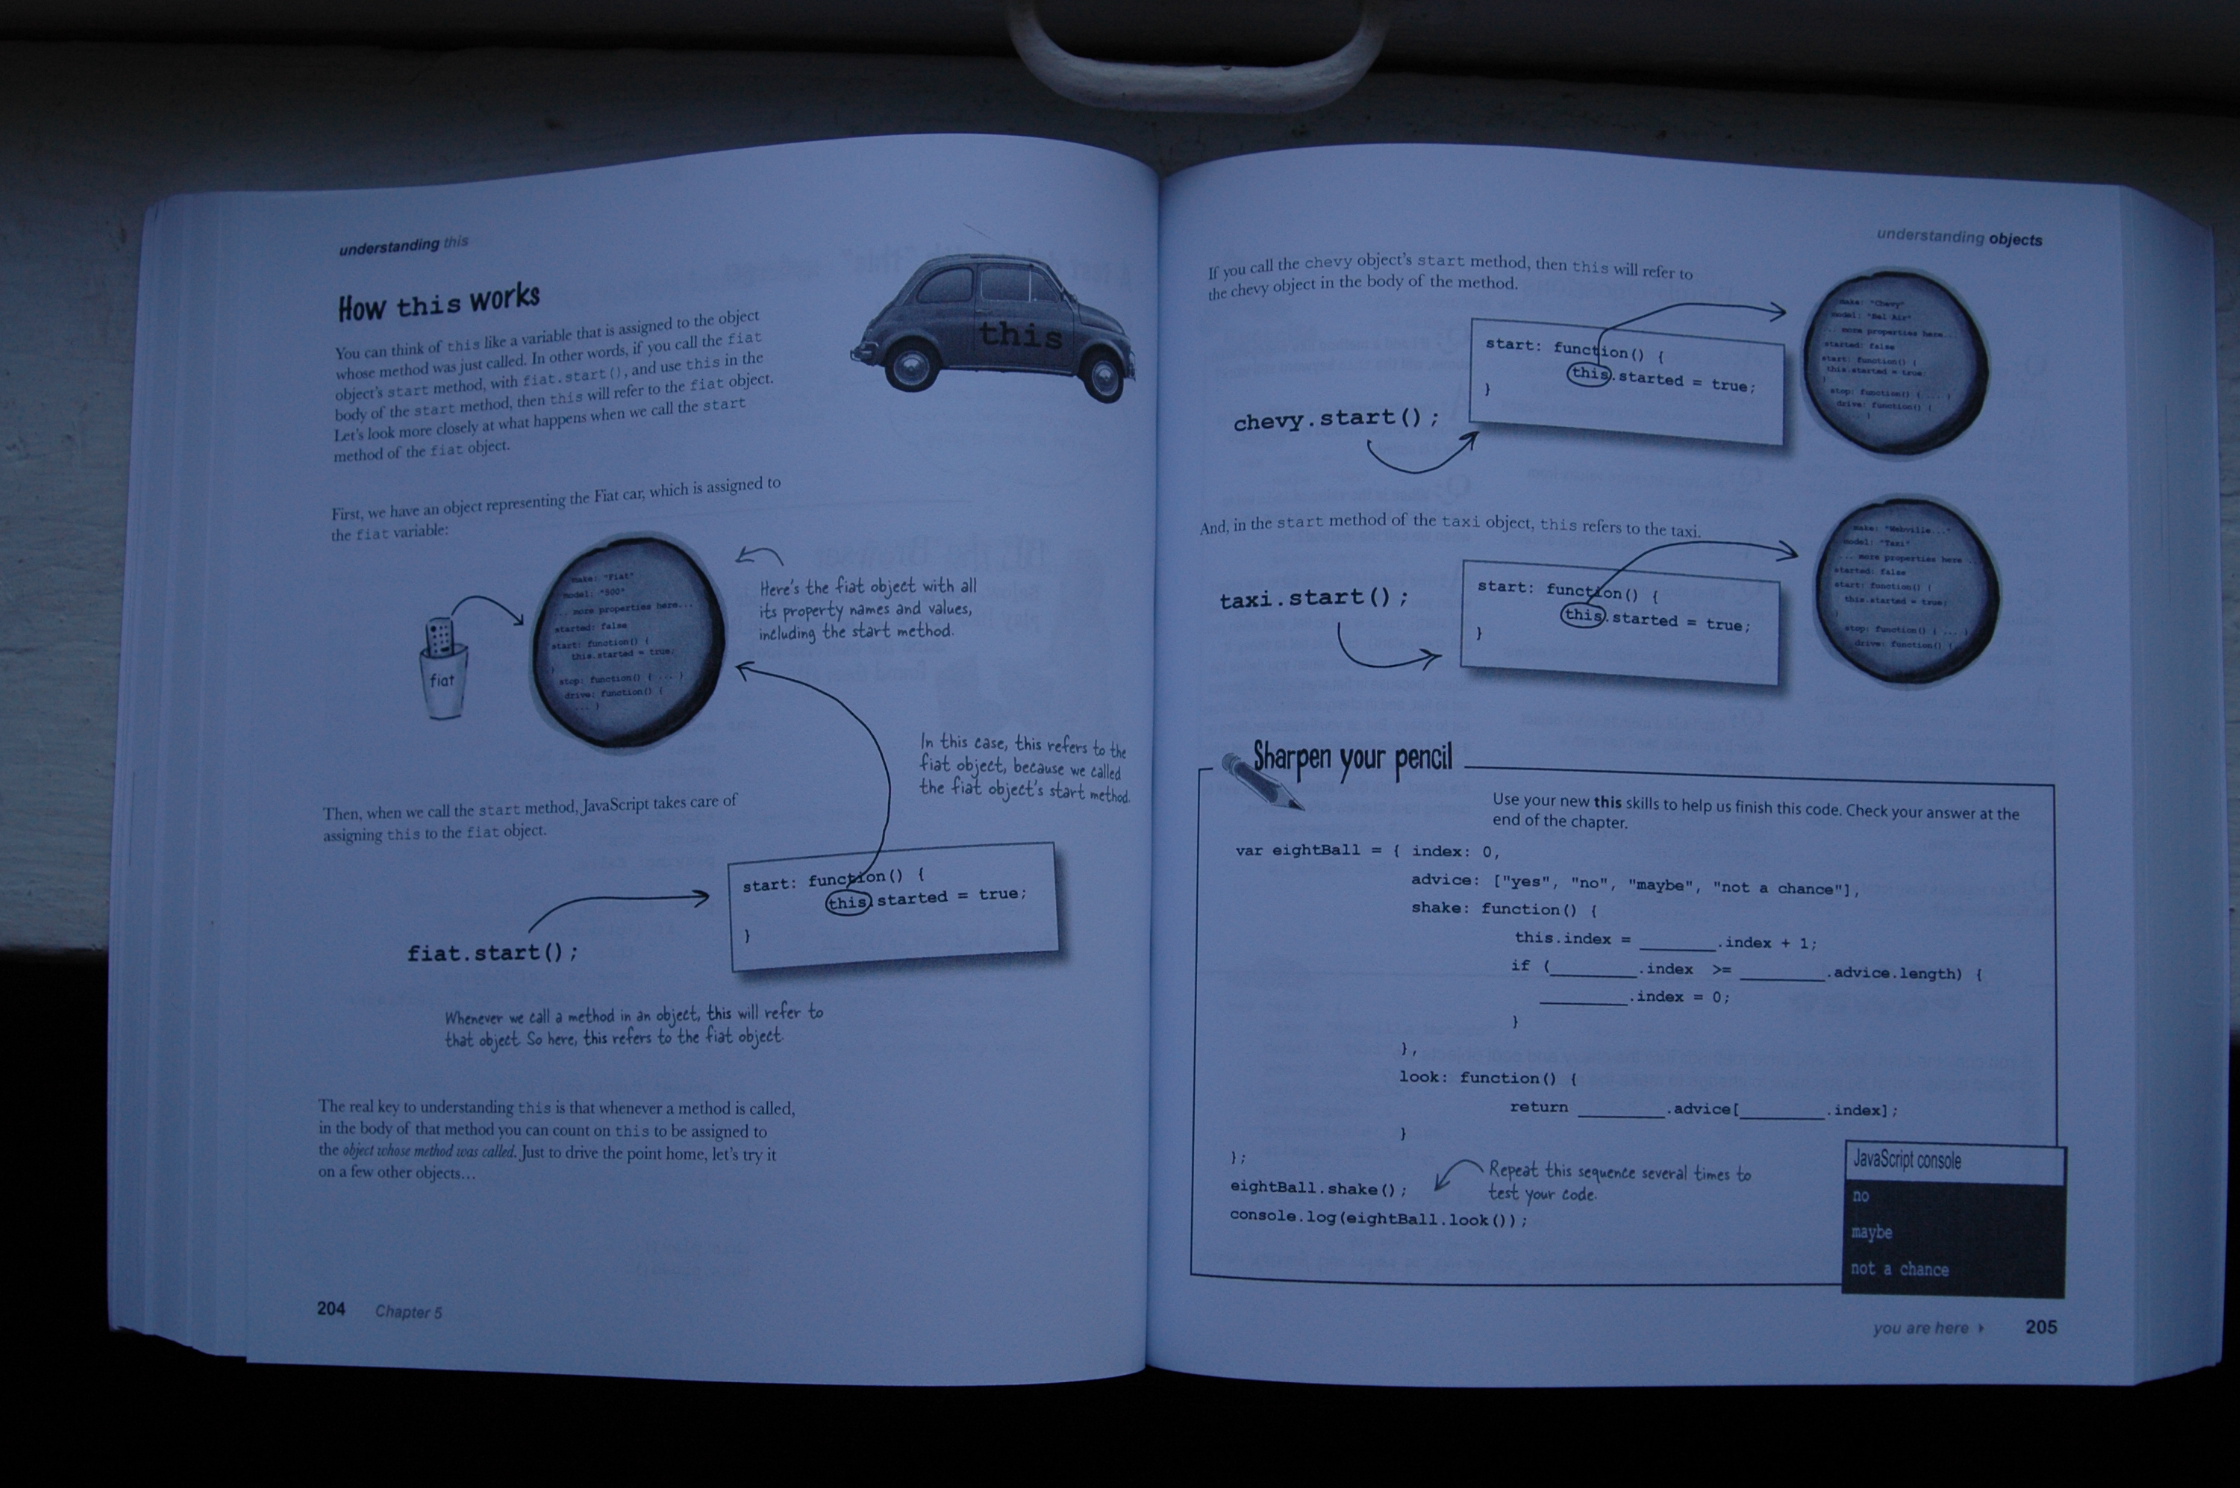 understanding this
How this works
You can think of this like a variable that is assigned to the object
whose method was just called. In other words, if you call the fiat
object's start method, with fiat.start(), and use this in the
body of the start method, then this will refer to the fiat object.
Let's look more closely at what happens when we call the start
method of the fiat object.
this
First, we have an object representing the Fiat car, which is assigned to
the fiat variable:
fiat
make: "Fiat"
model: "500"
... more properties here...
started: false
start: function() {
this.started = true;
}
stop: function() { ... }
drive: function() {
... }
Here's the fiat object with all
its property names and values,
including the start method.
In this case, this refers to the
fiat object, because we called
the fiat object's start method.
Then, when we call the start method, JavaScript takes care of
assigning this to the fiat object.
fiat.start();
start: function() {
this.started = true;
}
Whenever we call a method in an object, this will refer to
that object. So here, this refers to the fiat object.
The real key to understanding this is that whenever a method is called,
in the body of that method you can count on this to be assigned to
the object whose method was called. Just to drive the point home, let's try it
on a few other objects...
204 Chapter 5
understanding objects
If you call the chevy object's start method, then this will refer to
the chevy object in the body of the method.
chevy.start();
start: function() {
this.started = true;
}
make: "Chevy"
model: "Bel Air"
... more properties here...
started: false
start: function() {
this.started = true
}
stop: function() { ... }
drive: function() {
}
And, in the start method of the taxi object, this refers to the taxi.
taxi.start();
start: function() {
this.started = true;
}
make: "Webville..."
model: "Taxi"
... more properties here
started: false
start: function() {
this.started = true;
}
stop: function() { ... }
drive: function() {
Sharpen your pencil
Use your new this skills to help us finish this code. Check your answer at the
end of the chapter.
var eightBall = { index: 0,
advice: ["yes", "no", "maybe", "not a chance"],
shake: function() {
this.index = ________.index + 1;
if (________.index >= ________.advice.length) {
________.index = 0;
}
},
look: function() {
return ________.advice[________.index];
}
};
eightBall.shake();
console.log(eightBall.look());
Repeat this sequence several times to
test your code.
JavaScript console
no
maybe
not a chance
you are here ▸ 205